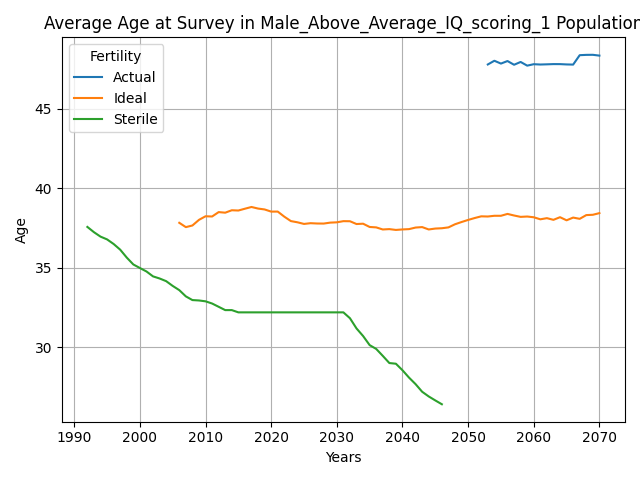 Average Age at Survey in Male_Above_Average_IQ_scoring_1 Population
Fertility
Actual
Ideal
Sterile
45
40
35
30
Age
1990 2000 2010 2020 2030 2040 2050 2060 2070
Years